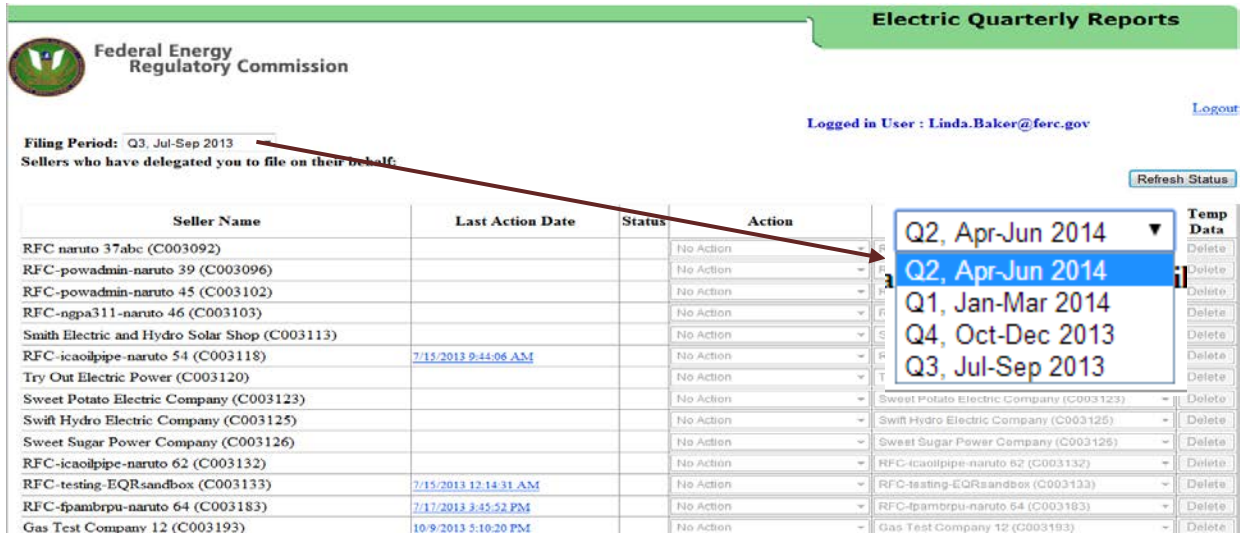 Electric Quarterly Reports
Federal Energy
Regulatory Commission
Logout
Logged in User : Linda.Baker@ferc.gov
Filing Period: Q3, Jul-Sep 2013
Sellers who have delegated you to file on their behalf:
Refresh Status
Seller Name Last Action Date Status Action Temp Data
Q2, Apr-Jun 2014
Q2, Apr-Jun 2014
Q1, Jan-Mar 2014
Q4, Oct-Dec 2013
Q3, Jul-Sep 2013
RFC naruto 37abc (C003092) No Action Delete
RFC-powadmin-naruto 39 (C003096) No Action Delete
RFC-powadmin-naruto 45 (C003102) No Action Delete
RFC-ngpa311-naruto 46 (C003103) No Action Delete
Smith Electric and Hydro Solar Shop (C003113) No Action Delete
RFC-icaoilpipe-naruto 54 (C003118) 7/15/2013 9:44:06 AM No Action Delete
Try Out Electric Power (C003120) No Action Delete
Sweet Potato Electric Company (C003123) No Action Sweet Potato Electric Company (C003123) Delete
Swift Hydro Electric Company (C003125) No Action Swift Hydro Electric Company (C003125) Delete
Sweet Sugar Power Company (C003126) No Action Sweet Sugar Power Company (C003126) Delete
RFC-icaoilpipe-naruto 62 (C003132) No Action RFC-icaoilpipe-naruto 62 (C003132) Delete
RFC-testing-EQRsandbox (C003133) 7/15/2013 12:14:31 AM No Action RFC-testing-EQRsandbox (C003133) Delete
RFC-fpambrpu-naruto 64 (C003183) 7/17/2013 3:45:52 PM No Action RFC-fpambrpu-naruto 64 (C003183) Delete
Gas Test Company 12 (C003193) 10/9/2013 5:10:20 PM No Action Gas Test Company 12 (C003193) Delete